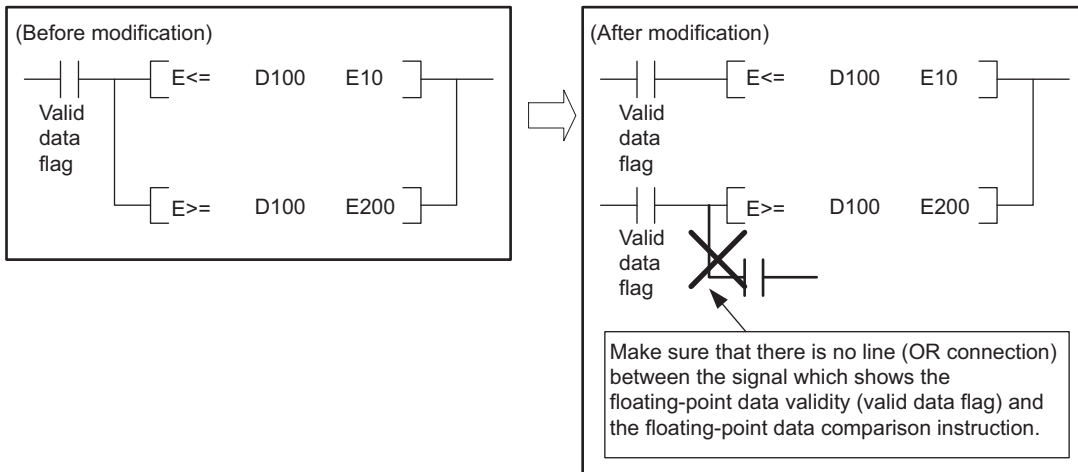 (Before modification)
E<= D100 E10
Valid
data
flag
E>= D100 E200
(After modification)
E<= D100 E10
Valid
data
flag
E>= D100 E200
Valid
data
flag
Make sure that there is no line (OR connection)
between the signal which shows the
floating-point data validity (valid data flag) and
the floating-point data comparison instruction.